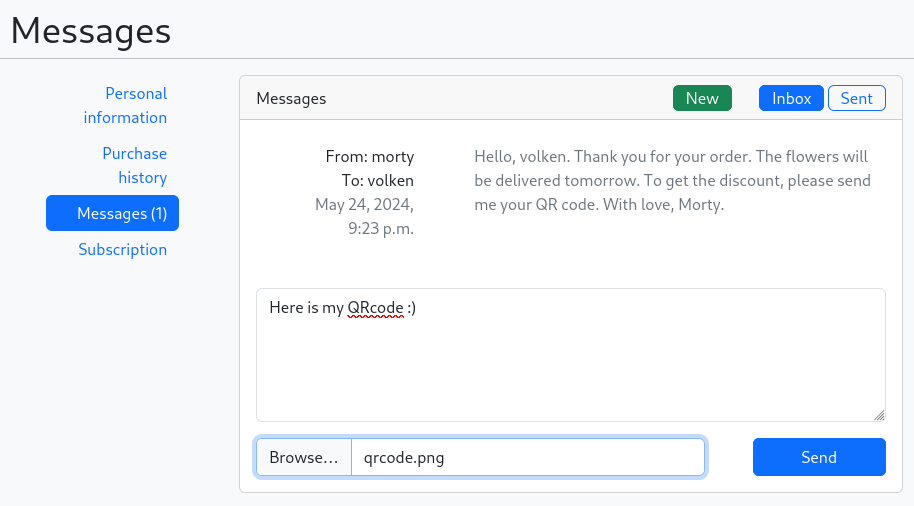 Messages
Personal
information
Purchase
history
Messages (1)
Subscription
Messages
New
Inbox
Sent
From: morty
To: volken
May 24, 2024,
9:23 p.m.
Hello, volken. Thank you for your order. The flowers will
be delivered tomorrow. To get the discount, please send
me your QR code. With love, Morty.
Here is my QRcode :)
Browse...
qrcode.png
Send